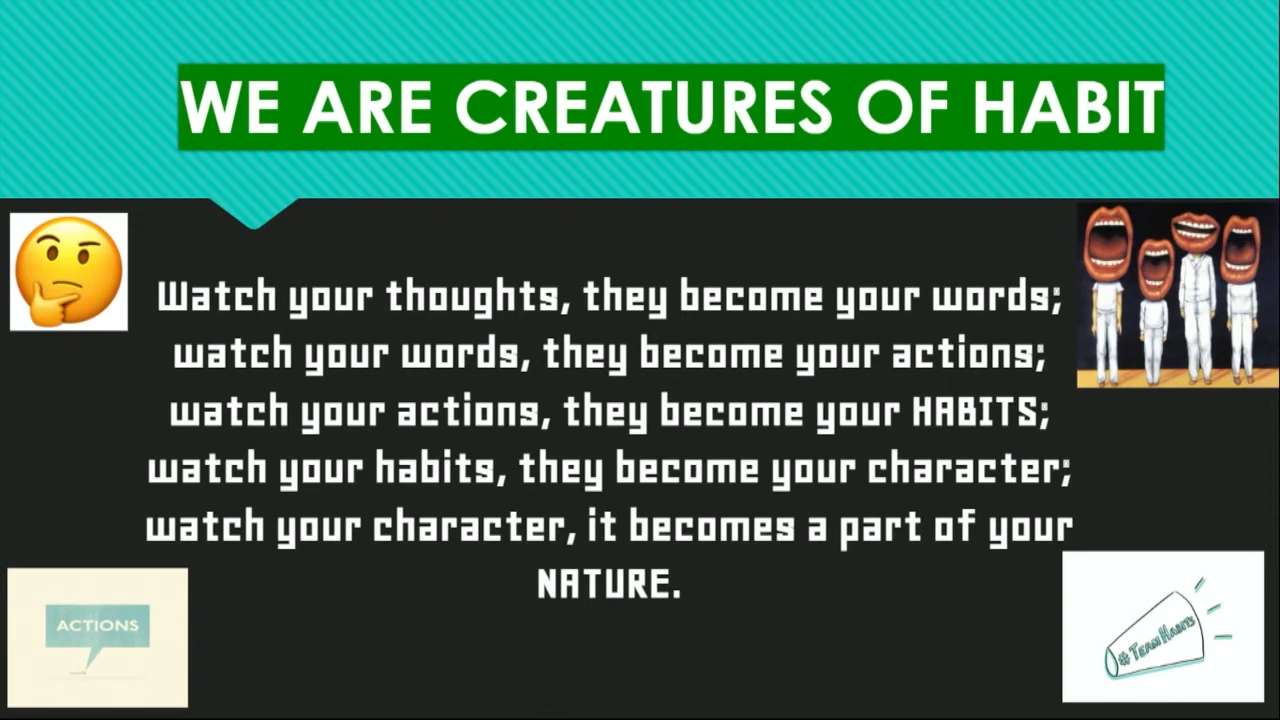 WE ARE CREATURES OF HABIT
Watch your thoughts, they become your words;
watch your words, they become your actions;
watch your actions, they become your HABITS;
watch your habits, they become your character;
watch your character, it becomes a part of your
NATURE.
ACTIONS
#TEAM HABITS